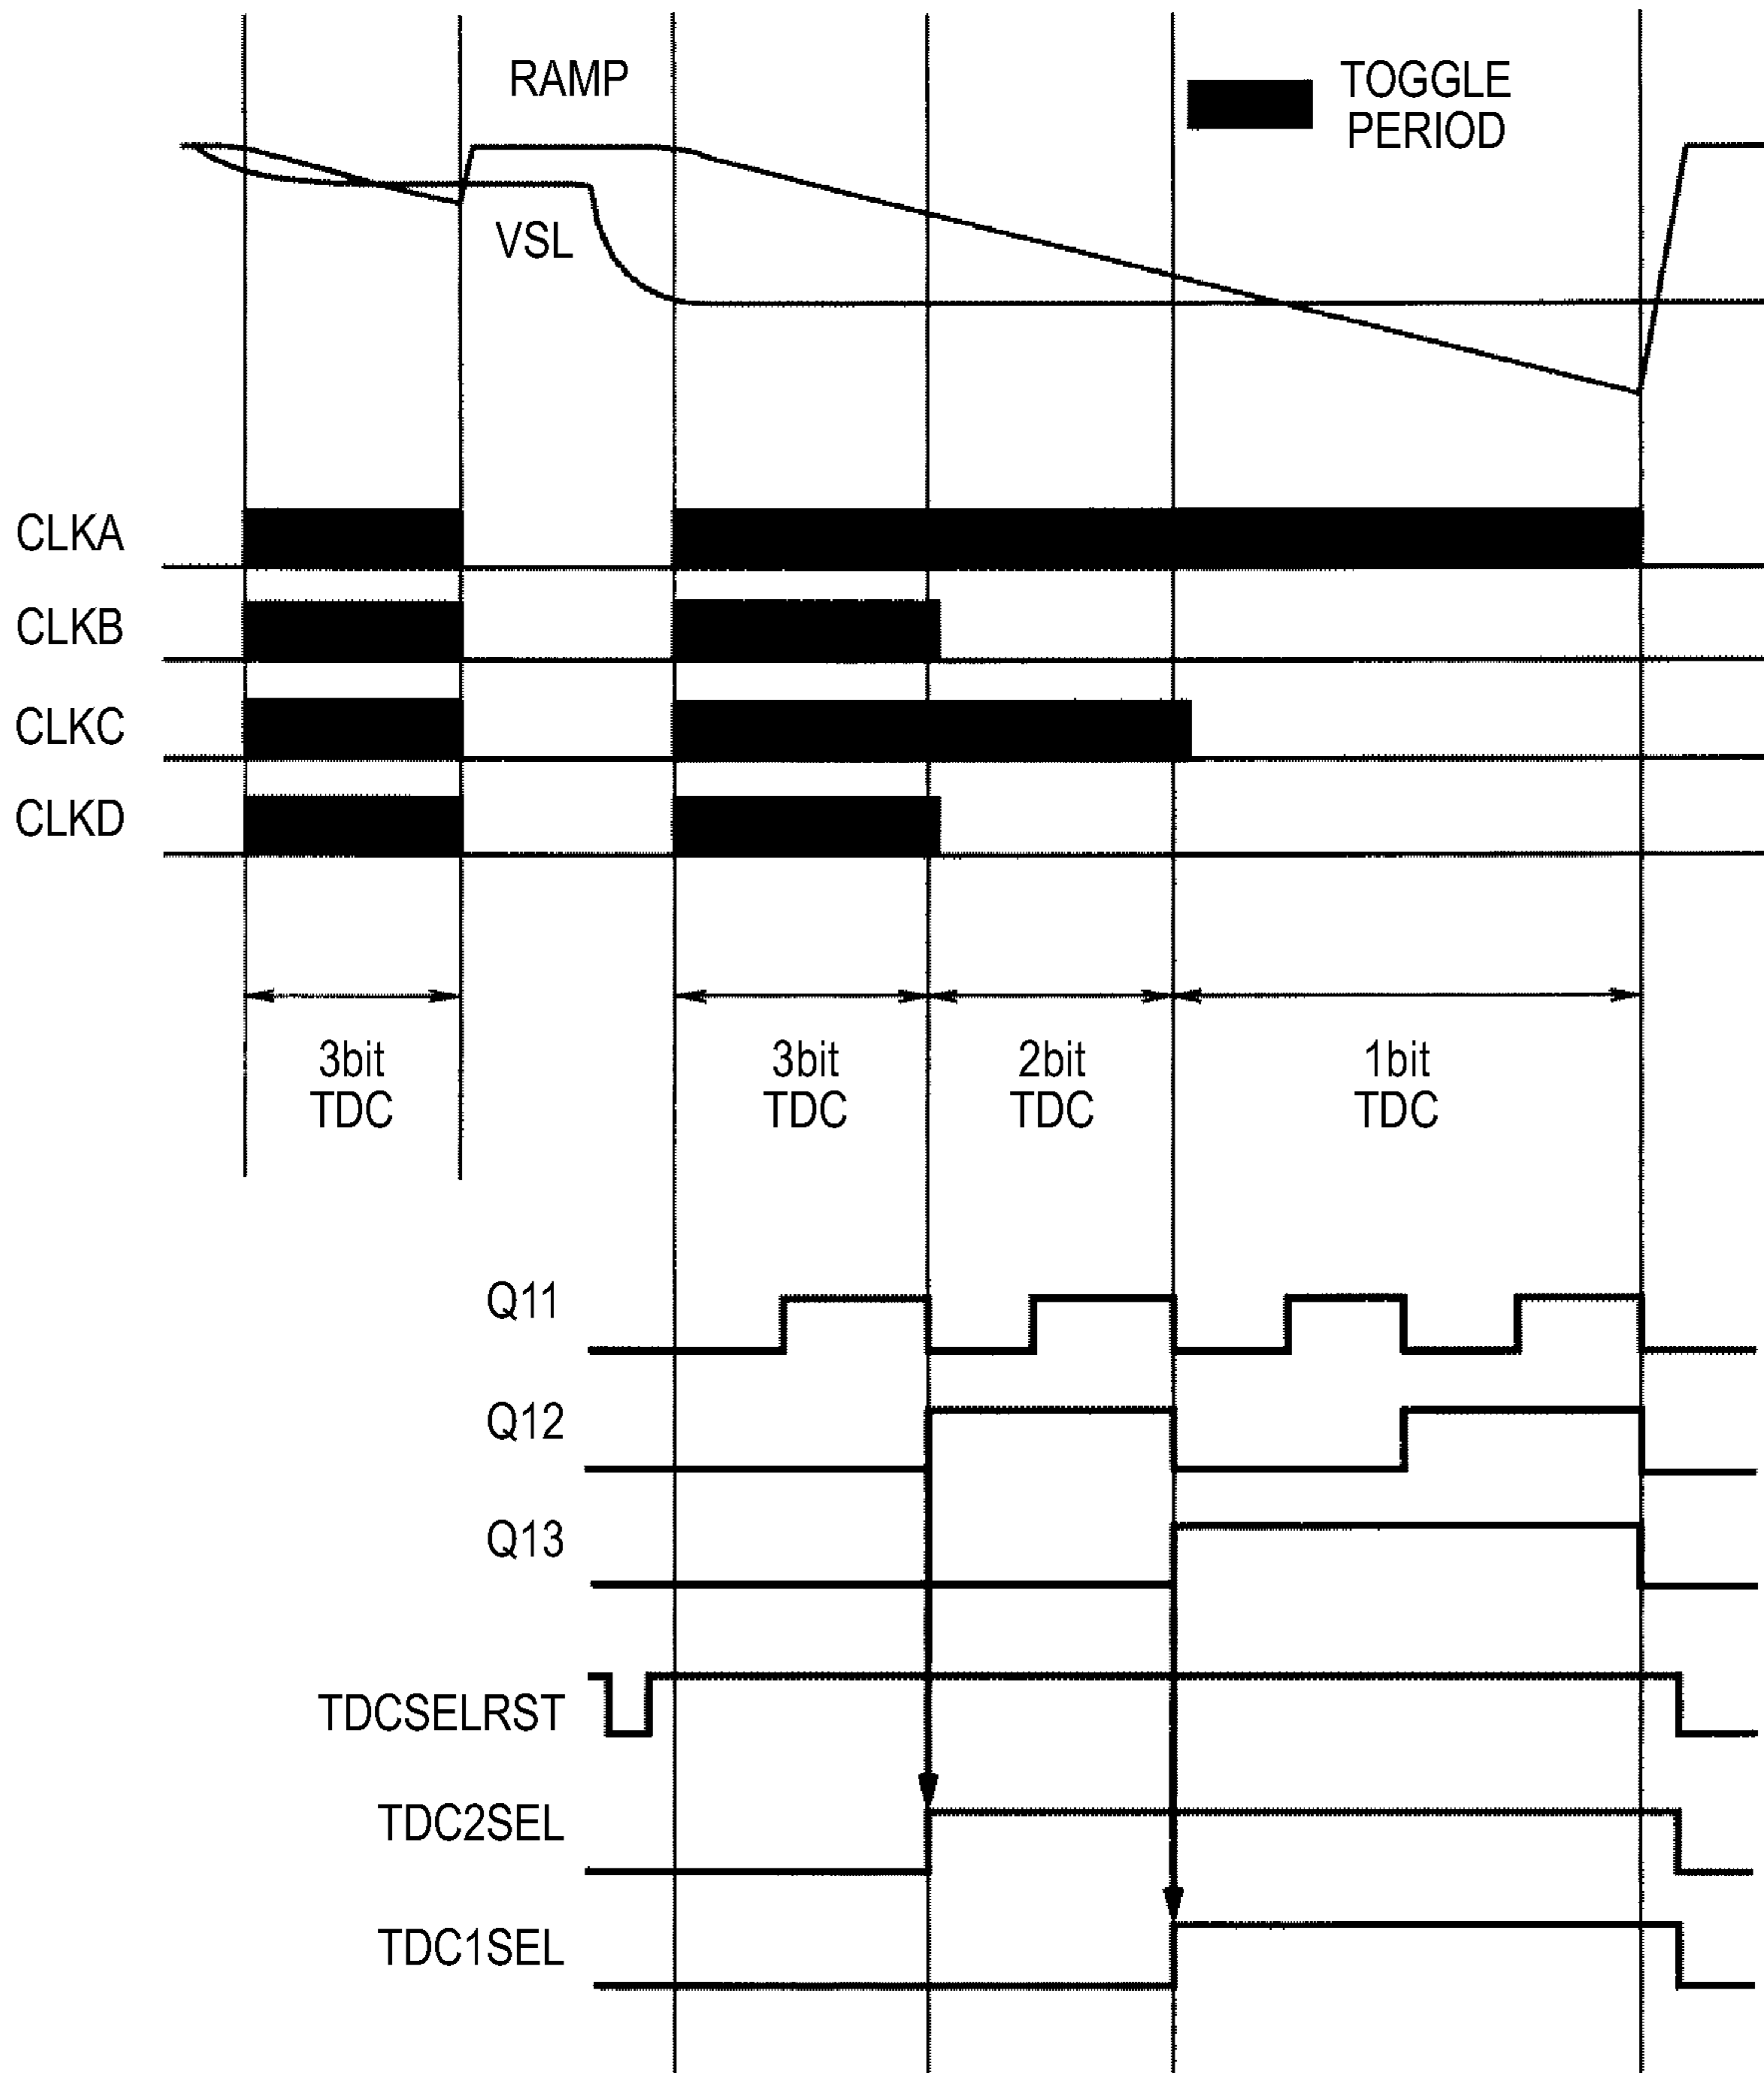 RAMP
TOGGLE
PERIOD
VSL
CLKA
CLKB
CLKC
CLKD
3bit
TDC
3bit
TDC
2bit
TDC
1bit
TDC
Q11
Q12
Q13
TDCSELRST
TDC2SEL
TDC1SEL